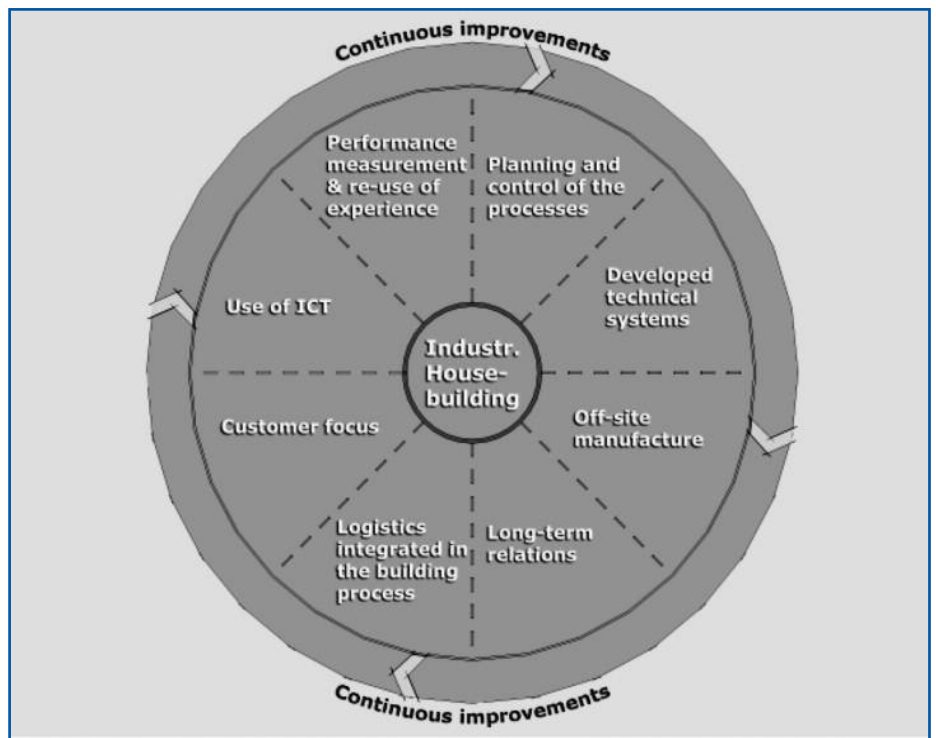 Continuous improvements
Performance
measurement
& re-use of
experience
Planning and
control of the
processes
Developed
technical
systems
Use of ICT
Industr.
House-
building
Off-site
manufacture
Customer focus
Logistics
integrated in
the building
process
Long-term
relations
Continuous improvements